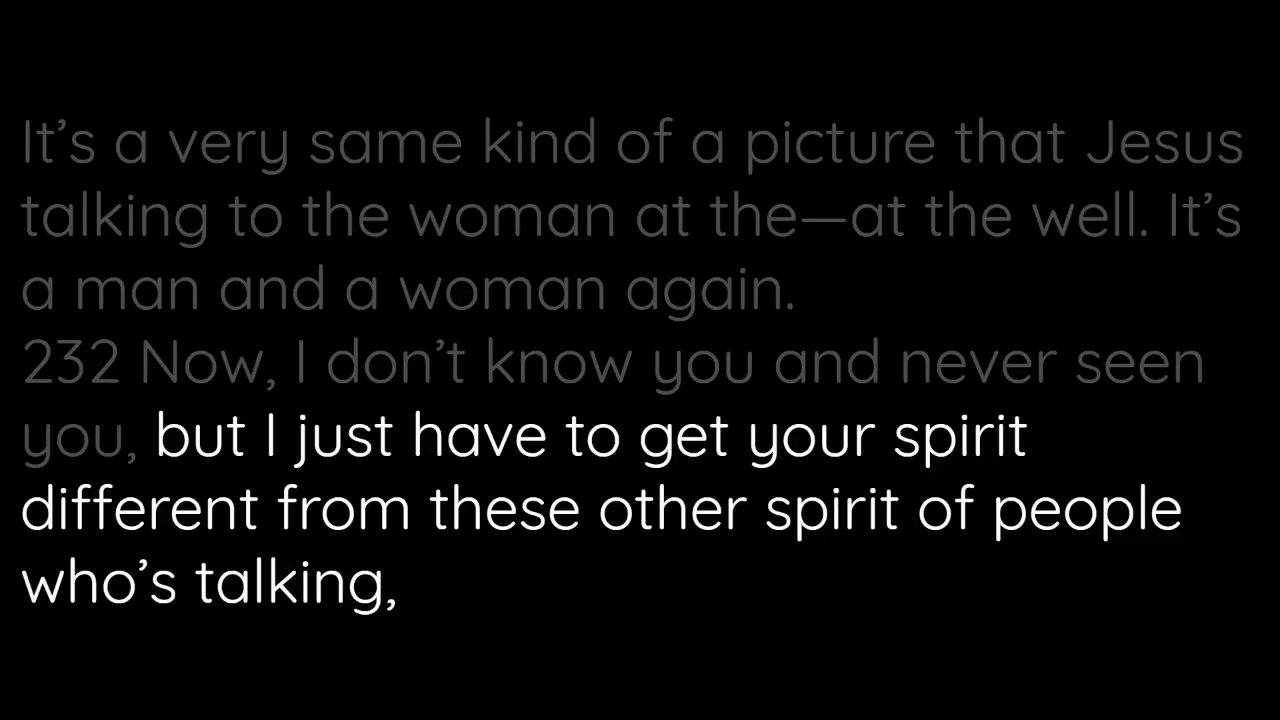 It’s a very same kind of a picture that Jesus
talking to the woman at the—at the well. It’s
a man and a woman again.
232 Now, I don’t know you and never seen
you, but I just have to get your spirit
different from these other spirit of people
who’s talking,